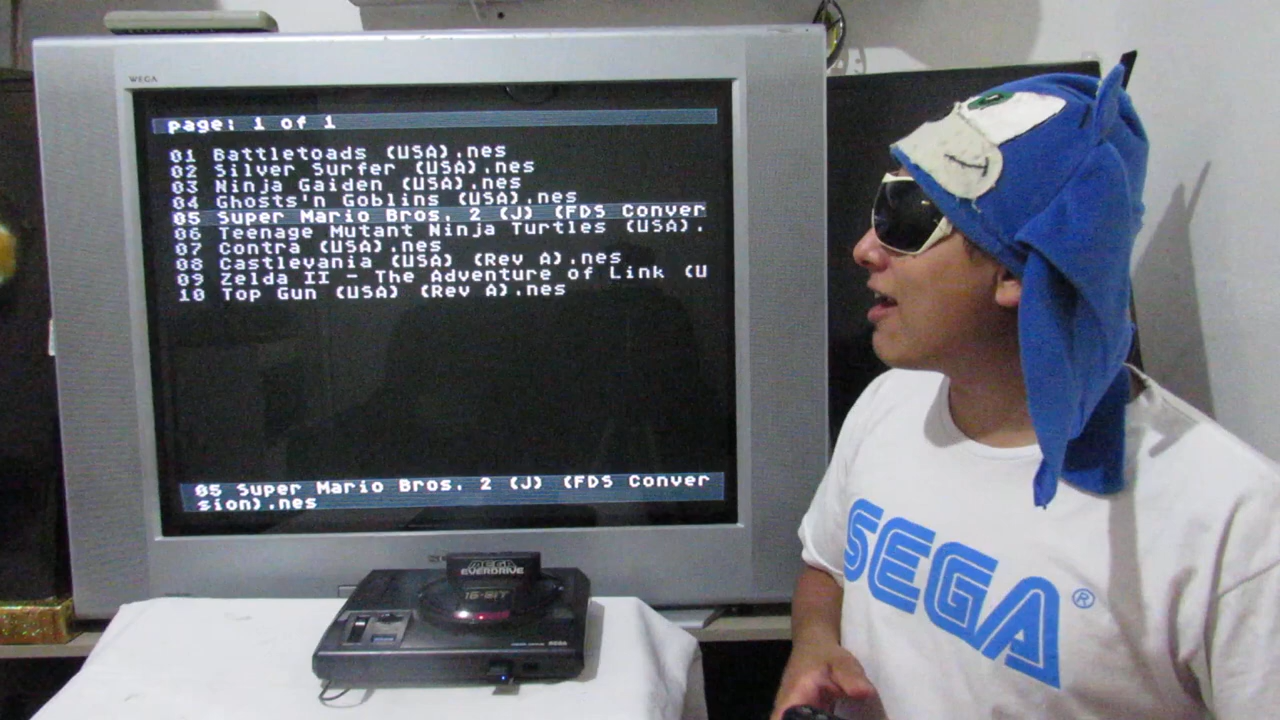 WEGA
page: 1 of 1
01 Battletoads (USA).nes
02 Silver Surfer (USA).nes
03 Ninja Gaiden (USA).nes
04 Ghosts'n Goblins (USA).nes
05 Super Mario Bros. 2 (J) (FDS Conver
06 Teenage Mutant Ninja Turtles (USA).
07 Contra (USA).nes
08 Castlevania (USA) (Rev A).nes
09 Zelda II - The Adventure of Link (U
10 Top Gun (USA) (Rev A).nes
05 Super Mario Bros. 2 (J) (FDS Conver
sion).nes
MEGA
EVERDRIVE
16-BIT
SEGA
SEGA®